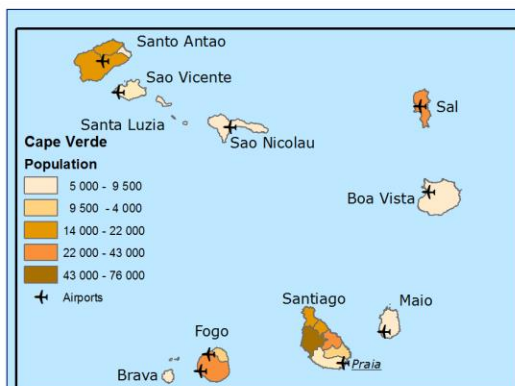 Santo Antao
Sao Vicente
Santa Luzia
Sao Nicolau
Sal
Boa Vista
Cape Verde
Population
5 000 - 9 500
9 500 - 4 000
14 000 - 22 000
22 000 - 43 000
43 000 - 76 000
Airports
Santiago
Maio
Fogo
Praia
Brava